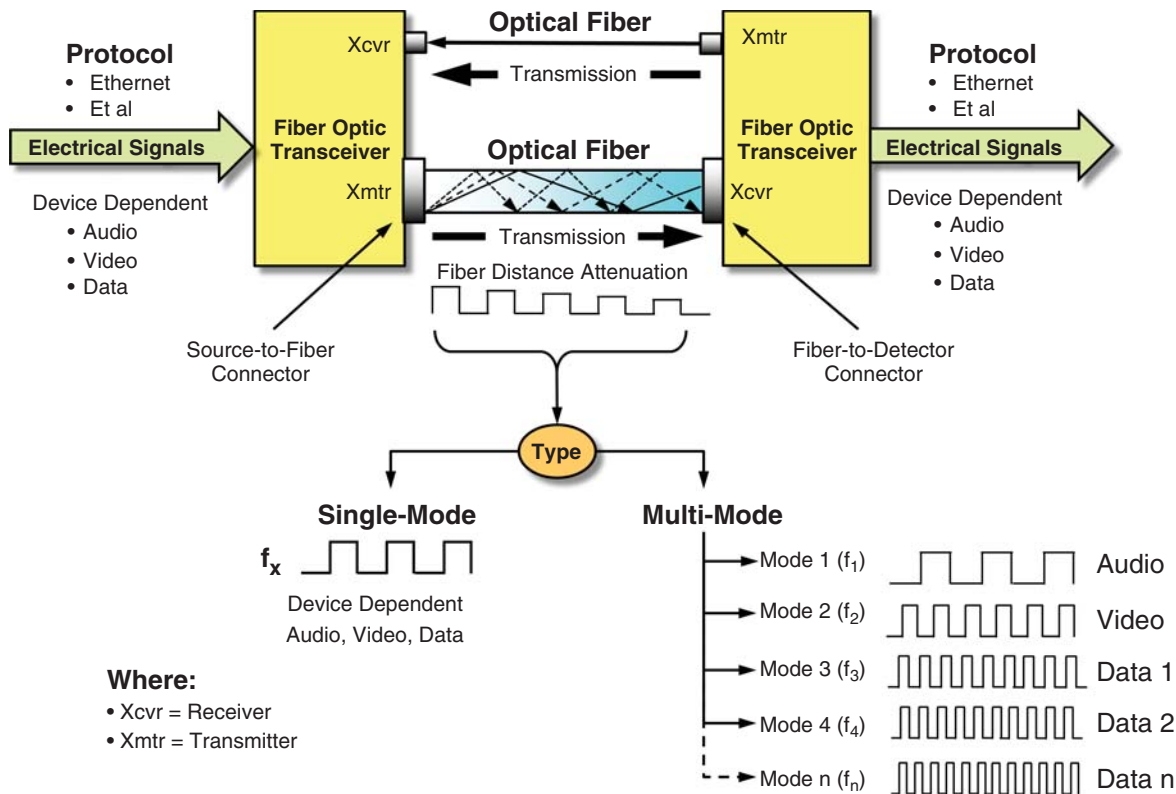 Optical Fiber
Xcvr
Xmtr
Transmission
Protocol
• Ethernet
• Et al
Electrical Signals
Device Dependent
• Audio
• Video
• Data
Fiber Optic
Transceiver
Xmtr
Optical Fiber
Xcvr
Transmission
Fiber Distance Attenuation
Fiber Optic
Transceiver
Protocol
• Ethernet
• Et al
Electrical Signals
Device Dependent
• Audio
• Video
• Data
Source-to-Fiber
Connector
Fiber-to-Detector
Connector
Type
Single-Mode
fx
Device Dependent
Audio, Video, Data
Multi-Mode
Mode 1 (f1)
Audio
Mode 2 (f2)
Video
Mode 3 (f3)
Data 1
Mode 4 (f4)
Data 2
Mode n (fn)
Data n
Where:
• Xcvr = Receiver
• Xmtr = Transmitter